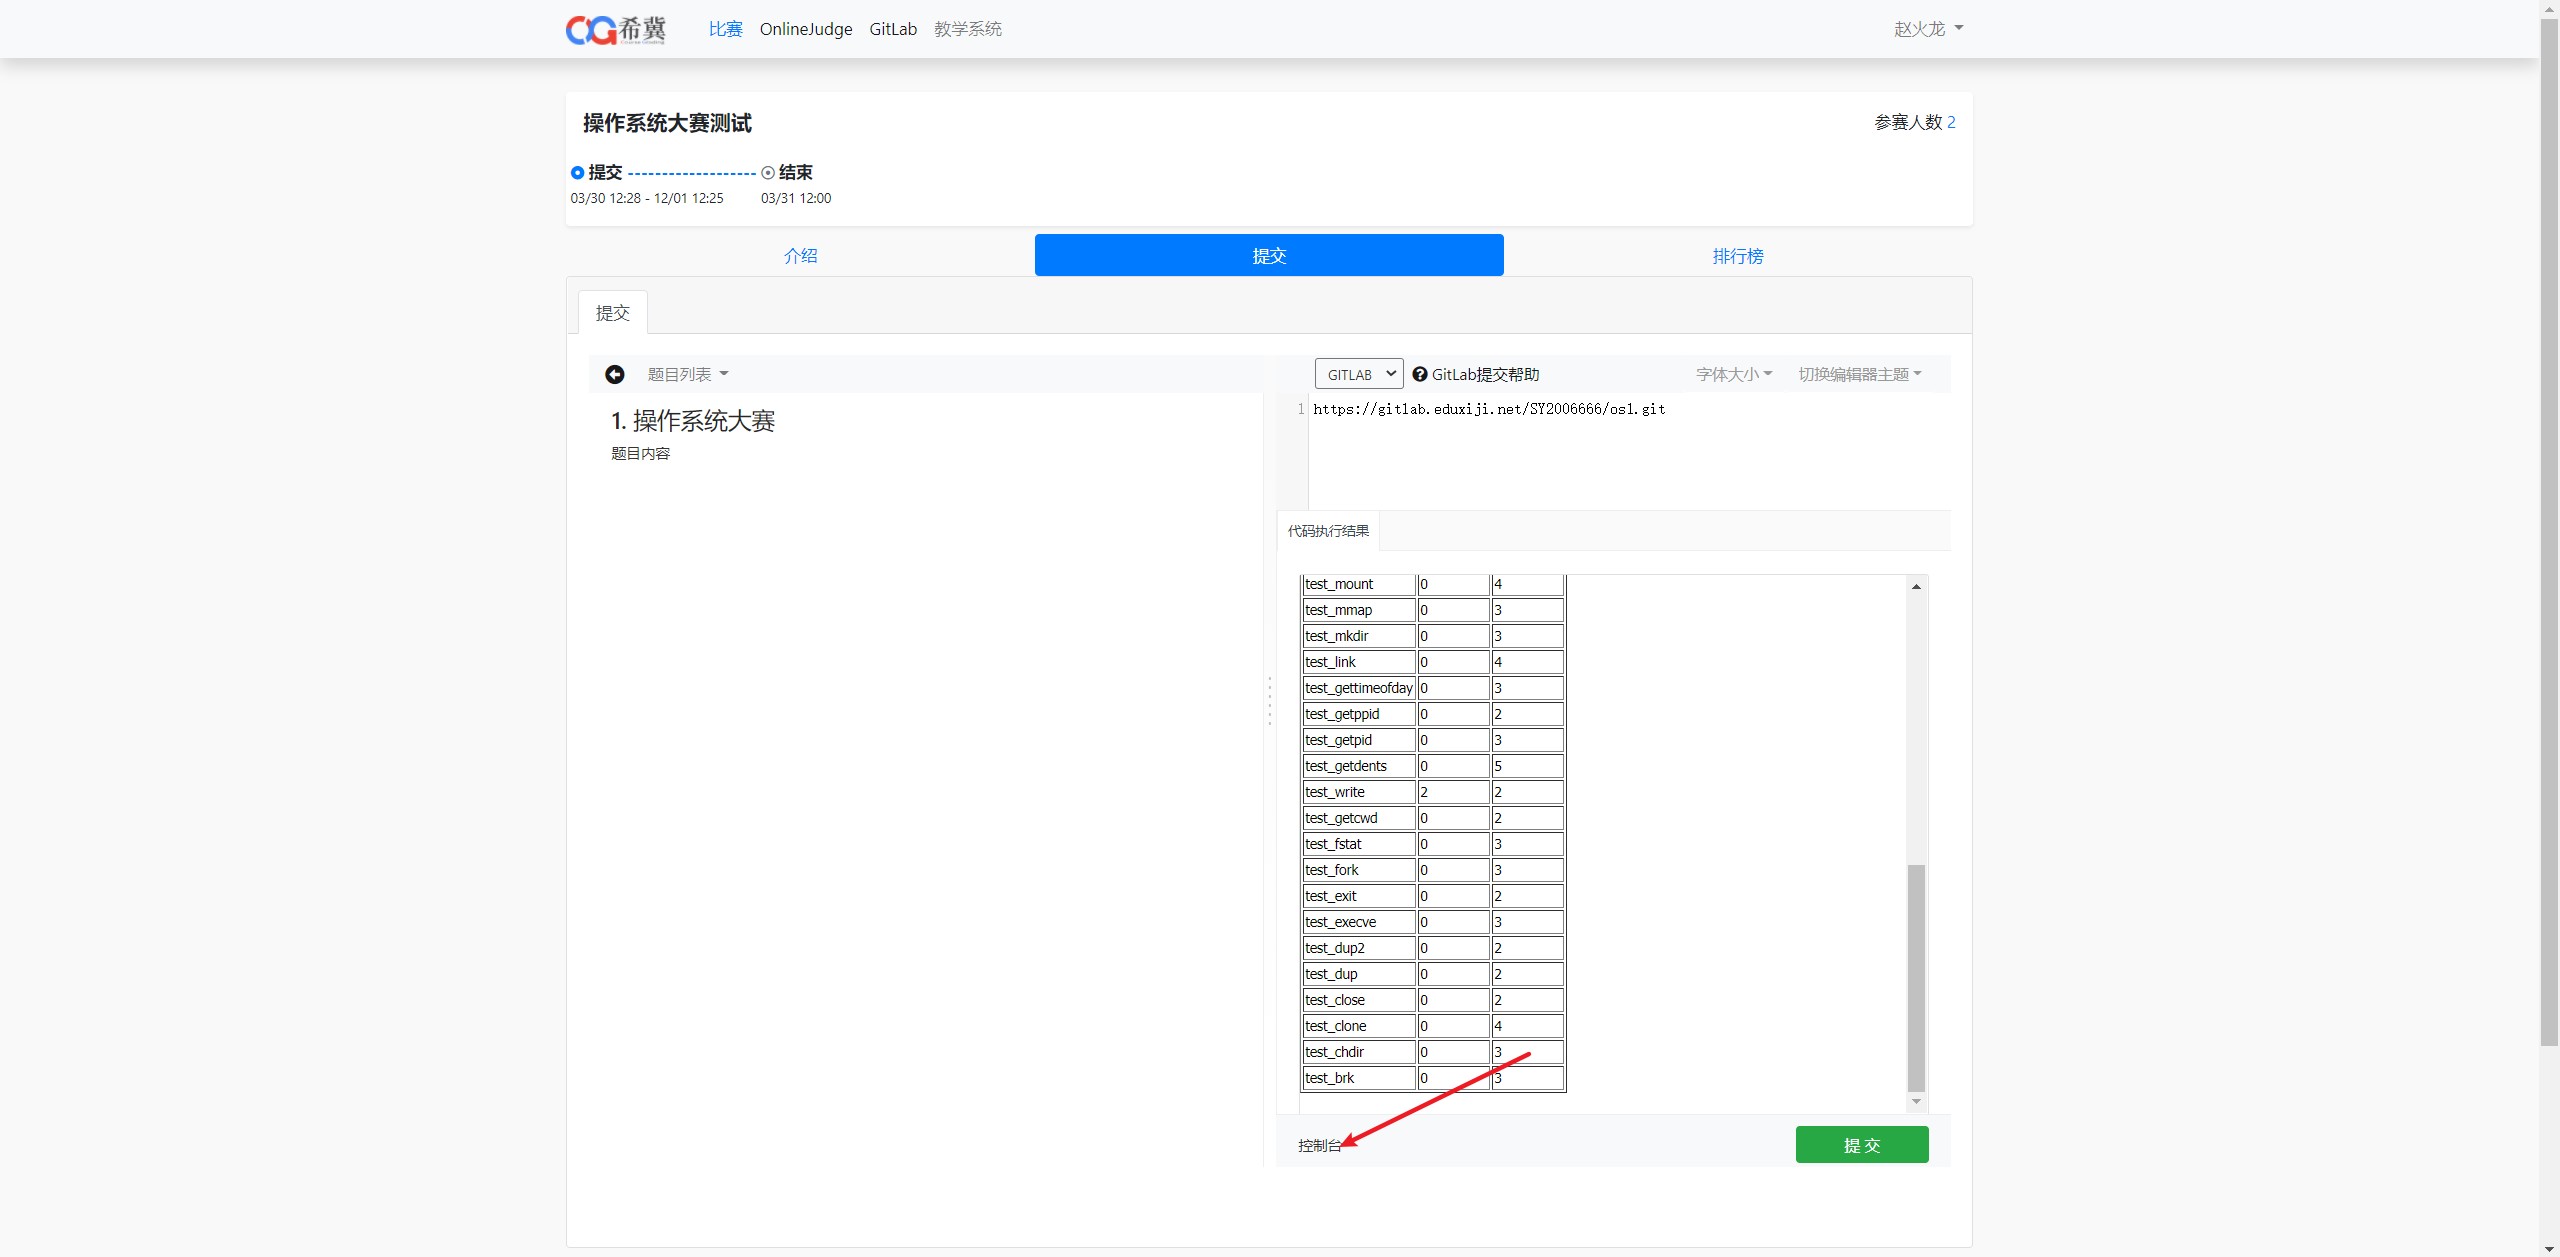 CG希冀 比赛 OnlineJudge GitLab 教学系统 赵火龙
操作系统大赛测试 参赛人数 2
提交 结束
03/30 12:28 - 12/01 12:25 03/31 12:00
介绍 提交 排行榜
提交
题目列表 GITLAB GitLab提交帮助 字体大小 切换编辑器主题
1. 操作系统大赛
题目内容
1 https://gitlab.eduxiji.net/SY2006666/os1.git
代码执行结果
test_mount 0 4
test_mmap 0 3
test_mkdir 0 3
test_link 0 4
test_gettimeofday 0 3
test_getppid 0 2
test_getpid 0 3
test_getdents 0 5
test_write 2 2
test_getcwd 0 2
test_fstat 0 3
test_fork 0 3
test_exit 0 2
test_execve 0 3
test_dup2 0 2
test_dup 0 2
test_close 0 2
test_clone 0 4
test_chdir 0 3
test_brk 0 3
控制台 提 交